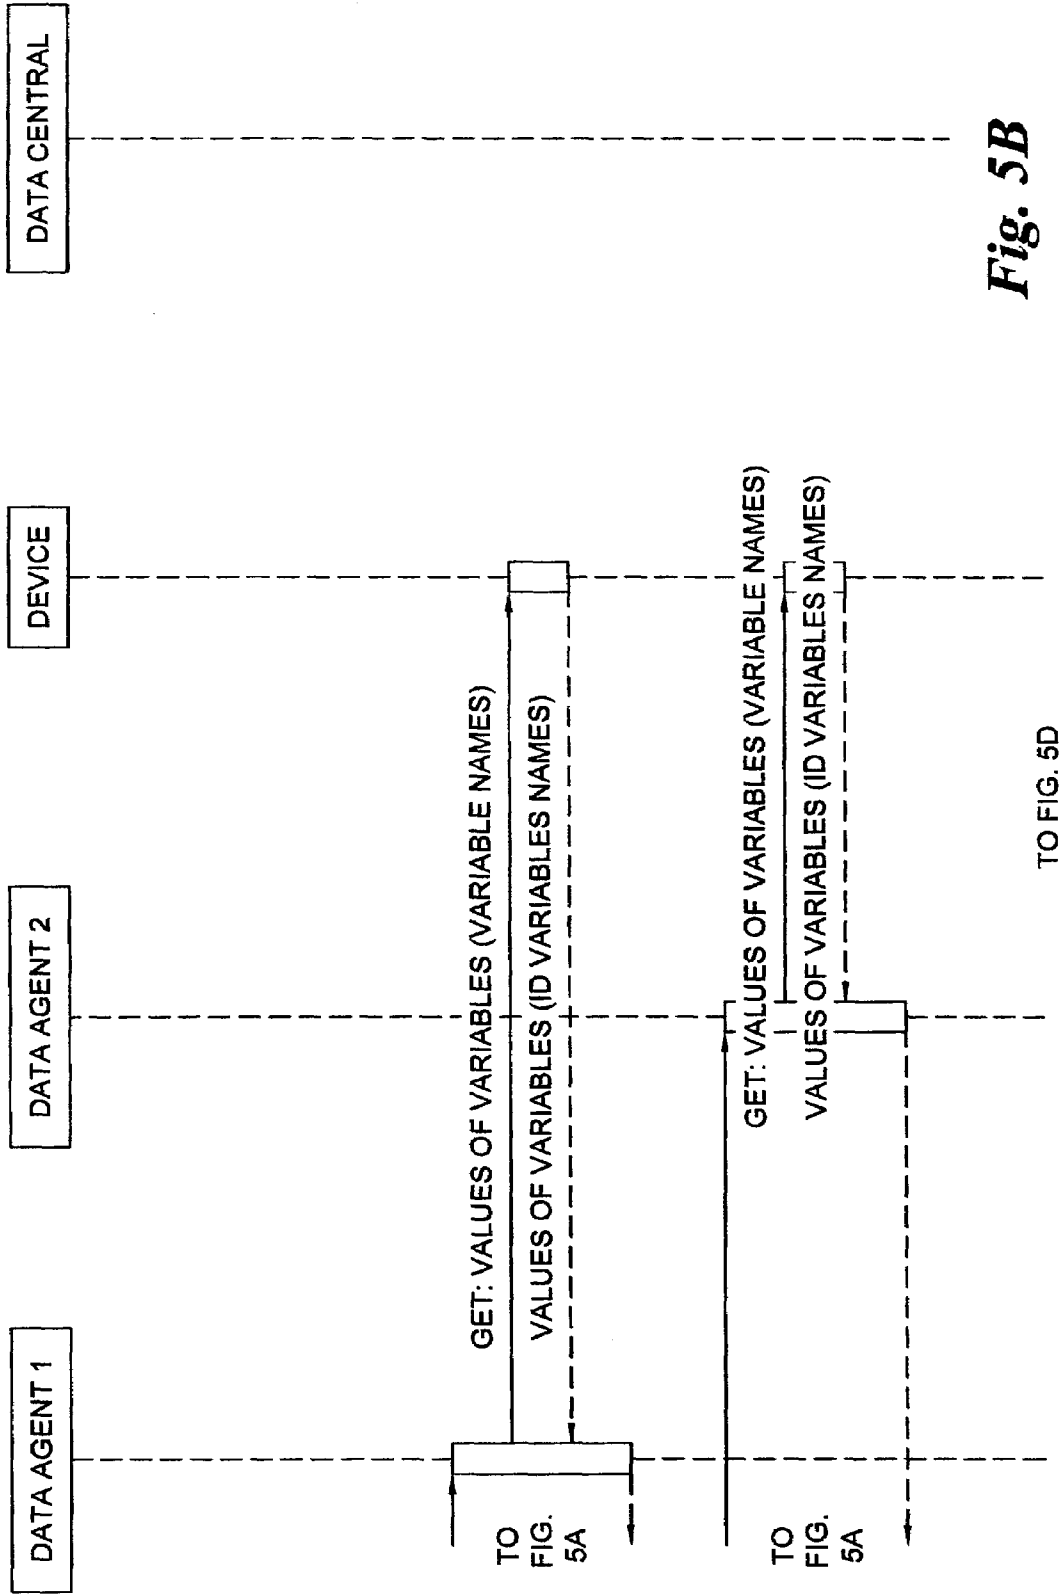 DATA AGENT 1
DATA AGENT 2
DEVICE
DATA CENTRAL
GET: VALUES OF VARIABLES (VARIABLE NAMES)
VALUES OF VARIABLES (ID VARIABLES NAMES)
TO
FIG.
5A
GET: VALUES OF VARIABLES (VARIABLE NAMES)
VALUES OF VARIABLES (ID VARIABLES NAMES)
TO
FIG.
5A
TO FIG. 5D
Fig. 5B